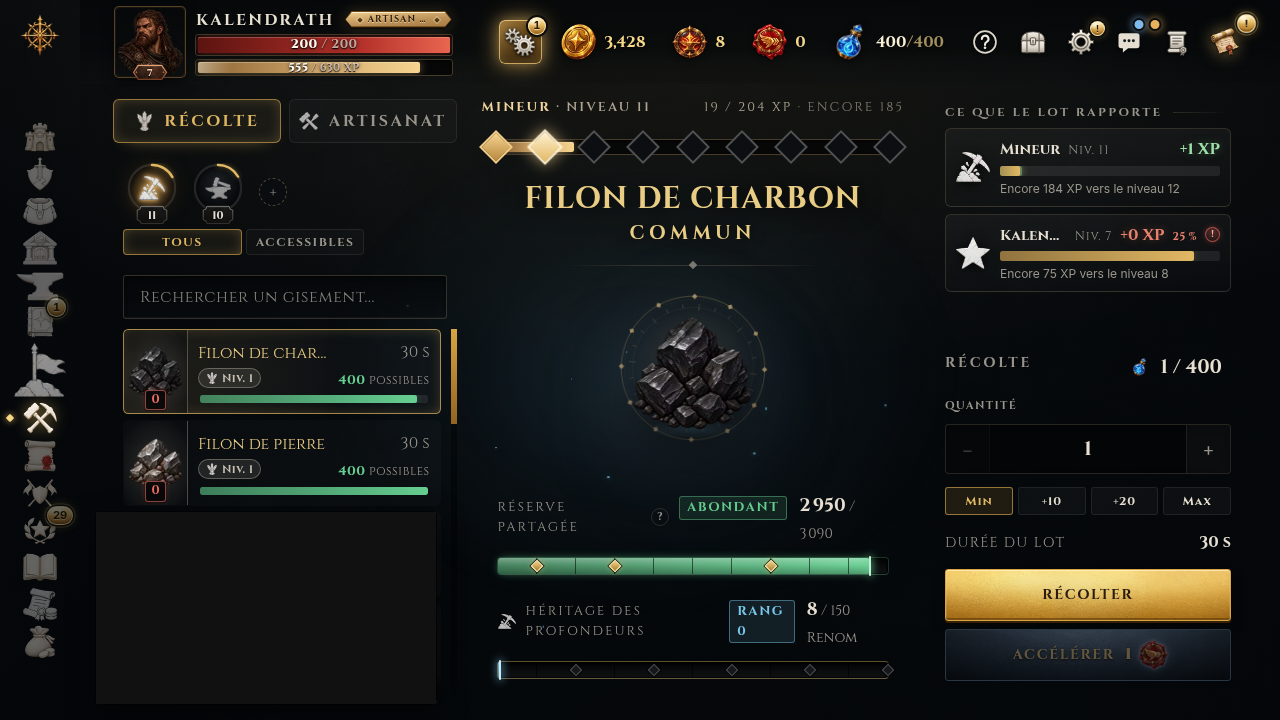 KALENDRATH
ARTISAN ...
200 / 200
555 / 630 XP
7
1
3,428
8
0
400/400
?
!
!
RÉCOLTE
ARTISANAT
11
10
+
TOUS
ACCESSIBLES
RECHERCHER UN GISEMENT...
FILON DE CHAR...
30 S
NIV. 1
400 POSSIBLES
0
FILON DE PIERRE
30 S
NIV. 1
400 POSSIBLES
0
1
29
MINEUR · NIVEAU 11
19 / 204 XP · ENCORE 185
FILON DE CHARBON
COMMUN
RÉSERVE
PARTAGÉE
?
ABONDANT
2 950 /
3090
HÉRITAGE DES
PROFONDEURS
RANG
0
8 / 150
RENOM
CE QUE LE LOT RAPPORTE
MINEUR NIV. 11
+1 XP
Encore 184 XP vers le niveau 12
KALEN... NIV. 7
+0 XP 25 % !
Encore 75 XP vers le niveau 8
RÉCOLTE
1 / 400
QUANTITÉ
−
1
+
MIN
+10
+20
MAX
DURÉE DU LOT
30 S
RÉCOLTER
ACCÉLÉRER 1